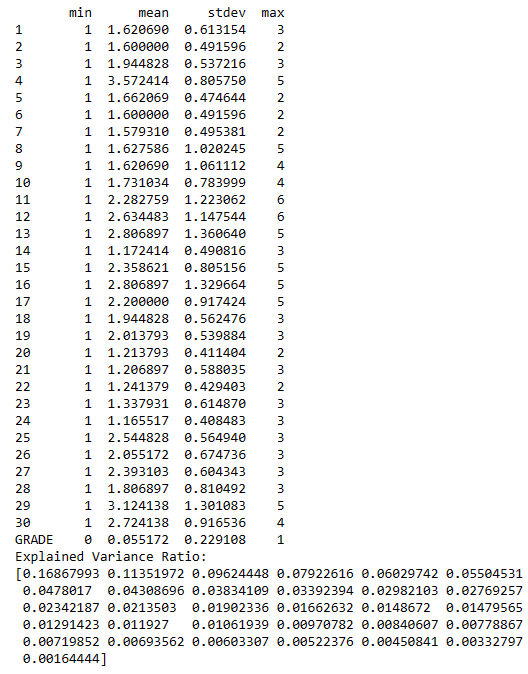 min mean stdev max
1 1 1.620690 0.613154 3
2 1 1.600000 0.491596 2
3 1 1.944828 0.537216 3
4 1 3.572414 0.805750 5
5 1 1.662069 0.474644 2
6 1 1.600000 0.491596 2
7 1 1.579310 0.495381 2
8 1 1.627586 1.020245 5
9 1 1.620690 1.061112 4
10 1 1.731034 0.783999 4
11 1 2.282759 1.223062 6
12 1 2.634483 1.147544 6
13 1 2.806897 1.360640 5
14 1 1.172414 0.490816 3
15 1 2.358621 0.805156 5
16 1 2.806897 1.329664 5
17 1 2.200000 0.917424 5
18 1 1.944828 0.562476 3
19 1 2.013793 0.539884 3
20 1 1.213793 0.411404 2
21 1 1.206897 0.588035 3
22 1 1.241379 0.429403 2
23 1 1.337931 0.614870 3
24 1 1.165517 0.408483 3
25 1 2.544828 0.564940 3
26 1 2.055172 0.674736 3
27 1 2.393103 0.604343 3
28 1 1.806897 0.810492 3
29 1 3.124138 1.301083 5
30 1 2.724138 0.916536 4
GRADE 0 0.055172 0.229108 1
Explained Variance Ratio:
[0.16867993 0.11351972 0.09624448 0.07922616 0.06029742 0.05504531
0.0478017 0.04308696 0.03834109 0.03392394 0.02982103 0.02769257
0.02342187 0.0213503 0.01902336 0.01662632 0.0148672 0.01479565
0.01291423 0.011927 0.01061939 0.00970782 0.00840607 0.00778867
0.00719852 0.00693562 0.00603307 0.00522376 0.00450841 0.00332797
0.00164444]